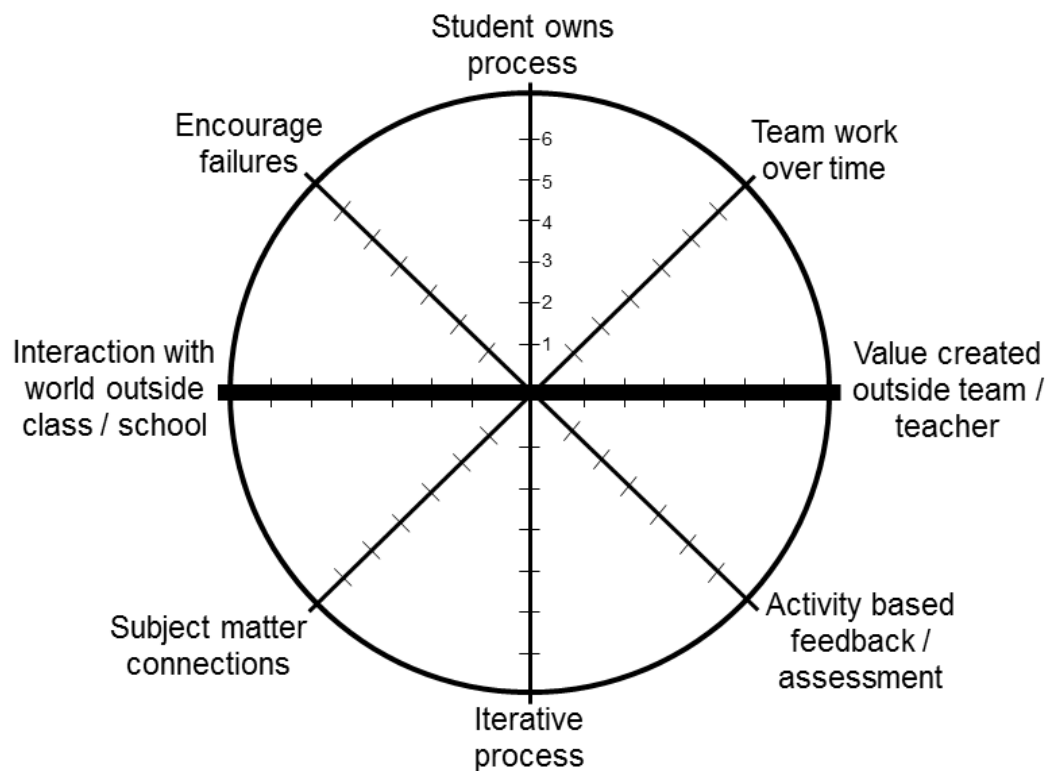 Student owns
process
Encourage
failures
Team work
over time
6
5
4
3
2
1
Interaction with
world outside
class / school
Value created
outside team /
teacher
Subject matter
connections
Activity based
feedback /
assessment
Iterative
process